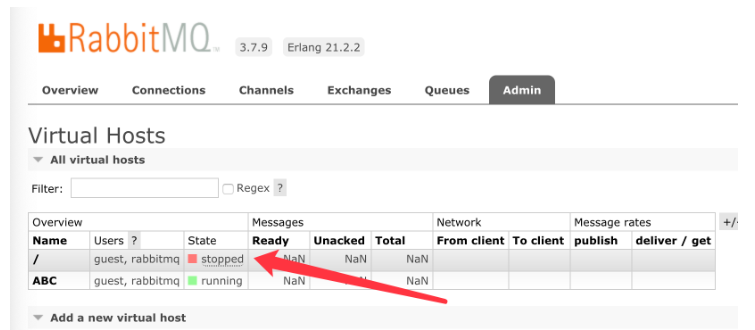 RabbitMQ 3.7.9 Erlang 21.2.2
Overview Connections Channels Exchanges Queues Admin
Virtual Hosts
All virtual hosts
Filter: Regex ?
Overview Messages Network Message rates +/-
Name Users ? State Ready Unacked Total From client To client publish deliver / get
/ guest, rabbitmq stopped NaN NaN NaN
ABC guest, rabbitmq running NaN NaN NaN
Add a new virtual host